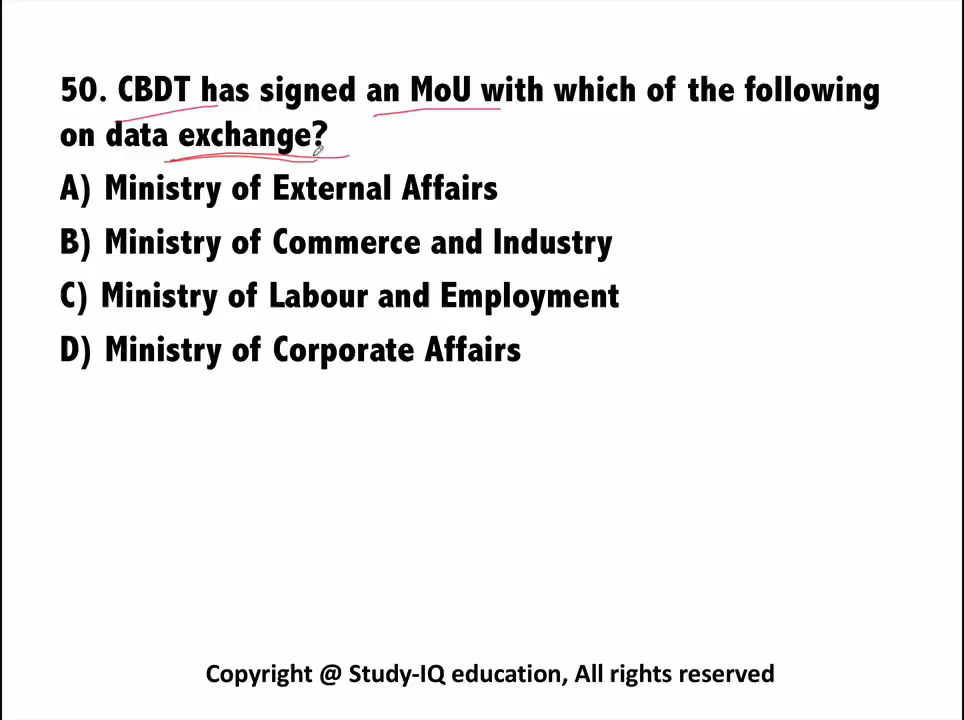 50. CBDT has signed an MoU with which of the following
on data exchange?
A) Ministry of External Affairs
B) Ministry of Commerce and Industry
C) Ministry of Labour and Employment
D) Ministry of Corporate Affairs
Copyright @ Study-IQ education, All rights reserved